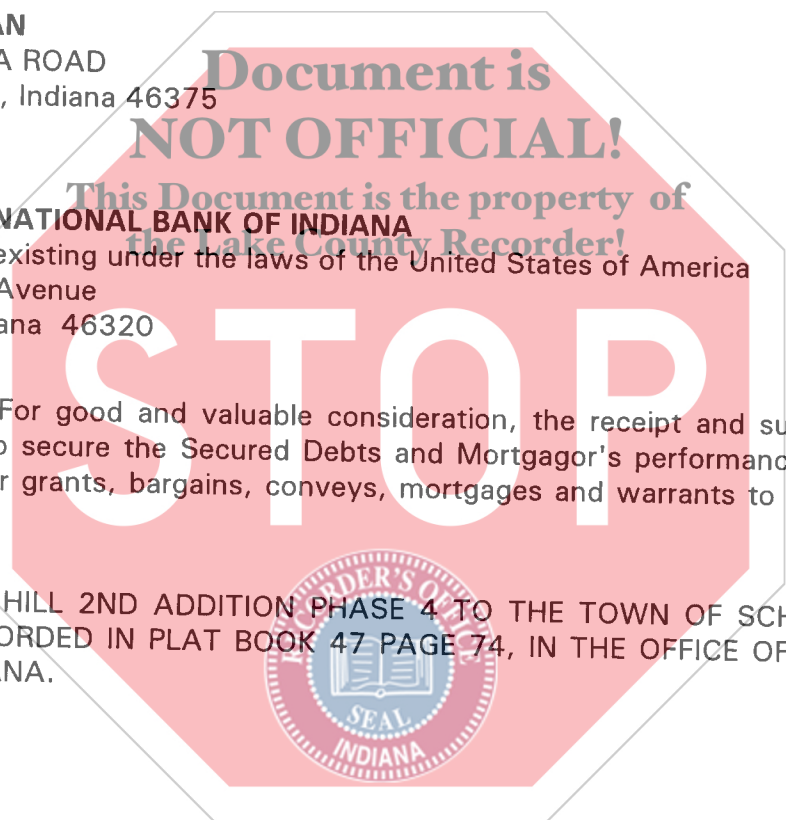 AN
Document is
A ROAD
, Indiana 46375
NOT OFFICIAL!
This Document is the property of
NATIONAL BANK OF INDIANA
the Lake County Recorder!
existing under the laws of the United States of America
Avenue
ana 46320
STOP
For good and valuable consideration, the receipt and su
o secure the Secured Debts and Mortgagor's performanc
r grants, bargains, conveys, mortgages and warrants to
RECORDER'S OFFICE
HILL 2ND ADDITION PHASE 4 TO THE TOWN OF SCH
ORDED IN PLAT BOOK 47 PAGE 74, IN THE OFFICE OF
ANA.
SEAL
INDIANA